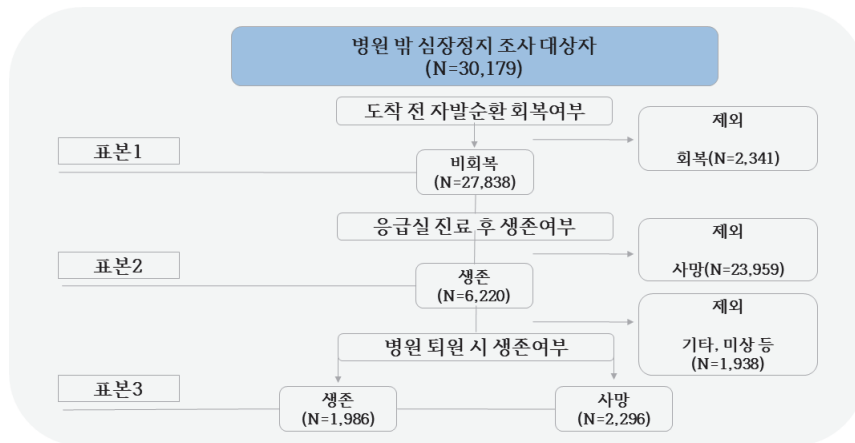 병원 밖 심장정지 조사 대상자
(N=30,179)
도착 전 자발순환 회복여부
제외
회복(N=2,341)
표본1
비회복
(N=27,838)
응급실 진료 후 생존여부
제외
사망(N=23,959)
표본2
생존
(N=6,220)
제외
기타, 미상 등
(N=1,938)
병원 퇴원 시 생존여부
표본3
생존
(N=1,986)
사망
(N=2,296)